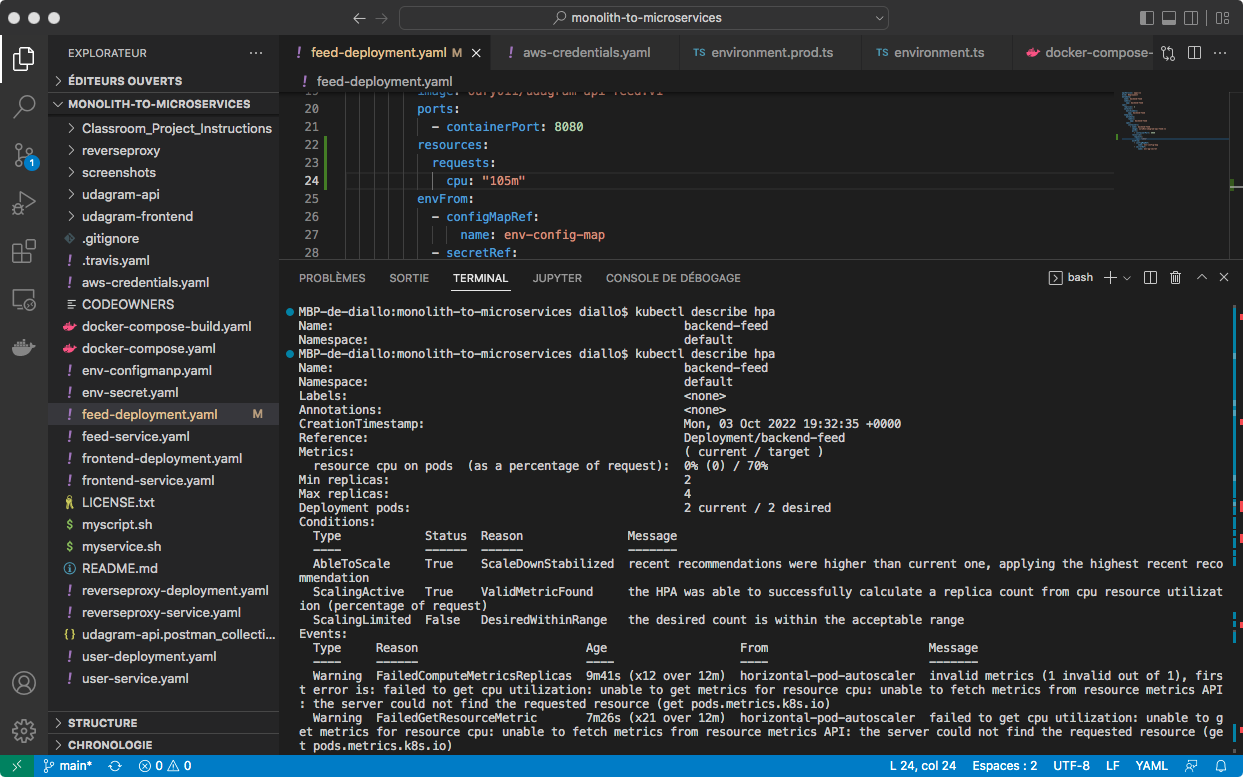 monolith-to-microservices
EXPLORATEUR
ÉDITEURS OUVERTS
MONOLITH-TO-MICROSERVICES
Classroom_Project_Instructions
reverseproxy
screenshots
udagram-api
udagram-frontend
.gitignore
.travis.yaml
aws-credentials.yaml
CODEOWNERS
docker-compose-build.yaml
docker-compose.yaml
env-configmanp.yaml
env-secret.yaml
feed-deployment.yaml M
feed-service.yaml
frontend-deployment.yaml
frontend-service.yaml
LICENSE.txt
myscript.sh
myservice.sh
README.md
reverseproxy-deployment.yaml
reverseproxy-service.yaml
udagram-api.postman_collecti...
user-deployment.yaml
user-service.yaml
STRUCTURE
CHRONOLOGIE
1
feed-deployment.yaml M
aws-credentials.yaml
TS environment.prod.ts
TS environment.ts
docker-compose-
feed-deployment.yaml
20 ports:
21 - containerPort: 8080
22 resources:
23 requests:
24 cpu: "105m"
25 envFrom:
26 - configMapRef:
27 name: env-config-map
28 - secretRef:
PROBLÈMES SORTIE TERMINAL JUPYTER CONSOLE DE DÉBOGAGE
bash
MBP-de-diallo:monolith-to-microservices diallo$ kubectl describe hpa
Name: backend-feed
Namespace: default
MBP-de-diallo:monolith-to-microservices diallo$ kubectl describe hpa
Name: backend-feed
Namespace: default
Labels: <none>
Annotations: <none>
CreationTimestamp: Mon, 03 Oct 2022 19:32:35 +0000
Reference: Deployment/backend-feed
Metrics: ( current / target )
resource cpu on pods (as a percentage of request): 0% (0) / 70%
Min replicas: 2
Max replicas: 4
Deployment pods: 2 current / 2 desired
Conditions:
Type Status Reason Message
---- ------ ------ -------
AbleToScale True ScaleDownStabilized recent recommendations were higher than current one, applying the highest recent reco
mmendation
ScalingActive True ValidMetricFound the HPA was able to successfully calculate a replica count from cpu resource utilizat
ion (percentage of request)
ScalingLimited False DesiredWithinRange the desired count is within the acceptable range
Events:
Type Reason Age From Message
---- ------ ---- ---- -------
Warning FailedComputeMetricsReplicas 9m41s (x12 over 12m) horizontal-pod-autoscaler invalid metrics (1 invalid out of 1), firs
t error is: failed to get cpu utilization: unable to get metrics for resource cpu: unable to fetch metrics from resource metrics API
: the server could not find the requested resource (get pods.metrics.k8s.io)
Warning FailedGetResourceMetric 7m26s (x21 over 12m) horizontal-pod-autoscaler failed to get cpu utilization: unable to g
et metrics for resource cpu: unable to fetch metrics from resource metrics API: the server could not find the requested resource (ge
t pods.metrics.k8s.io)
main* 0 0
L 24, col 24 Espaces : 2 UTF-8 LF YAML